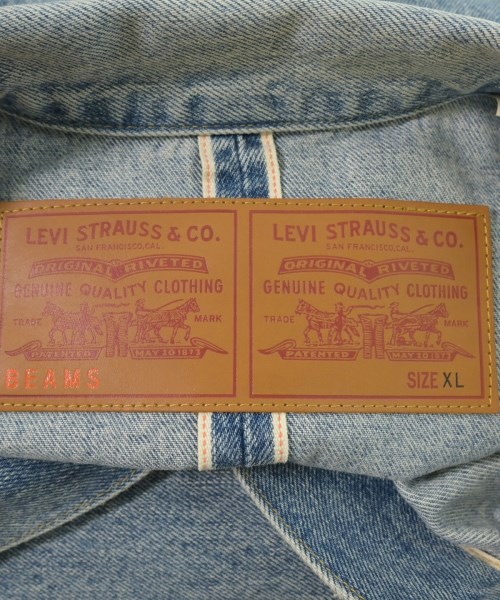 LEVI STRAUSS & CO.
SAN FRANCISCO, CAL.
ORIGINAL RIVETED
GENUINE QUALITY CLOTHING
TRADE MARK
PATENTED MAY 20 1873
BEAMS
LEVI STRAUSS & CO.
SAN FRANCISCO, CAL.
ORIGINAL RIVETED
GENUINE QUALITY CLOTHING
TRADE MARK
PATENTED MAY 20 1873
SIZE XL